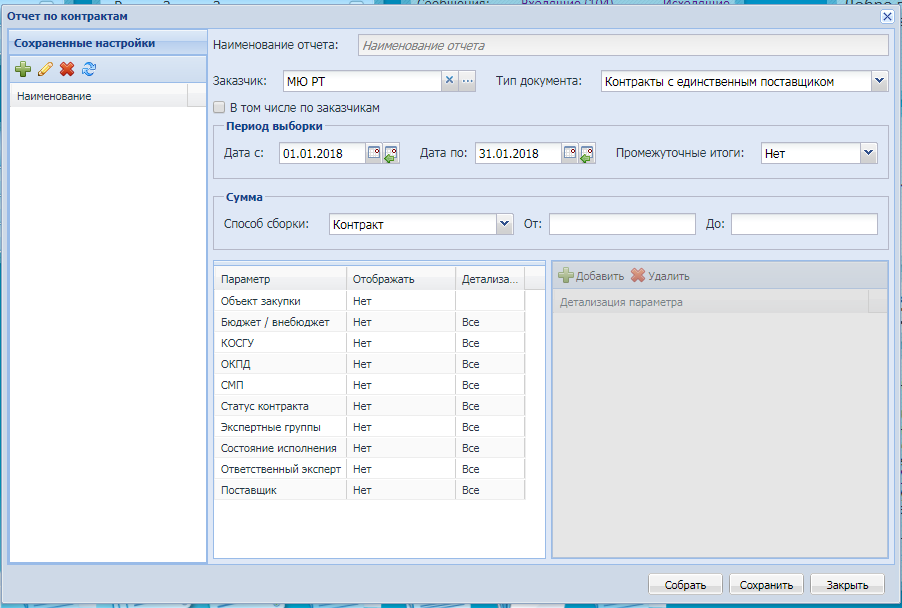 Отчет по контрактам
Сохраненные настройки
Наименование
Наименование отчета: Наименование отчета
Заказчик: МЮ РТ Тип документа: Контракты с единственным поставщиком
В том числе по заказчикам
Период выборки
Дата с: 01.01.2018 Дата по: 31.01.2018 Промежуточные итоги: Нет
Сумма
Способ сборки: Контракт От: До:
Параметр Отображать Детализа...
Объект закупки Нет
Бюджет / внебюджет Нет Все
КОСГУ Нет Все
ОКПД Нет Все
СМП Нет Все
Статус контракта Нет Все
Экспертные группы Нет Все
Состояние исполнения Нет Все
Ответственный эксперт Нет Все
Поставщик Нет Все
Добавить Удалить
Детализация параметра
Собрать Сохранить Закрыть